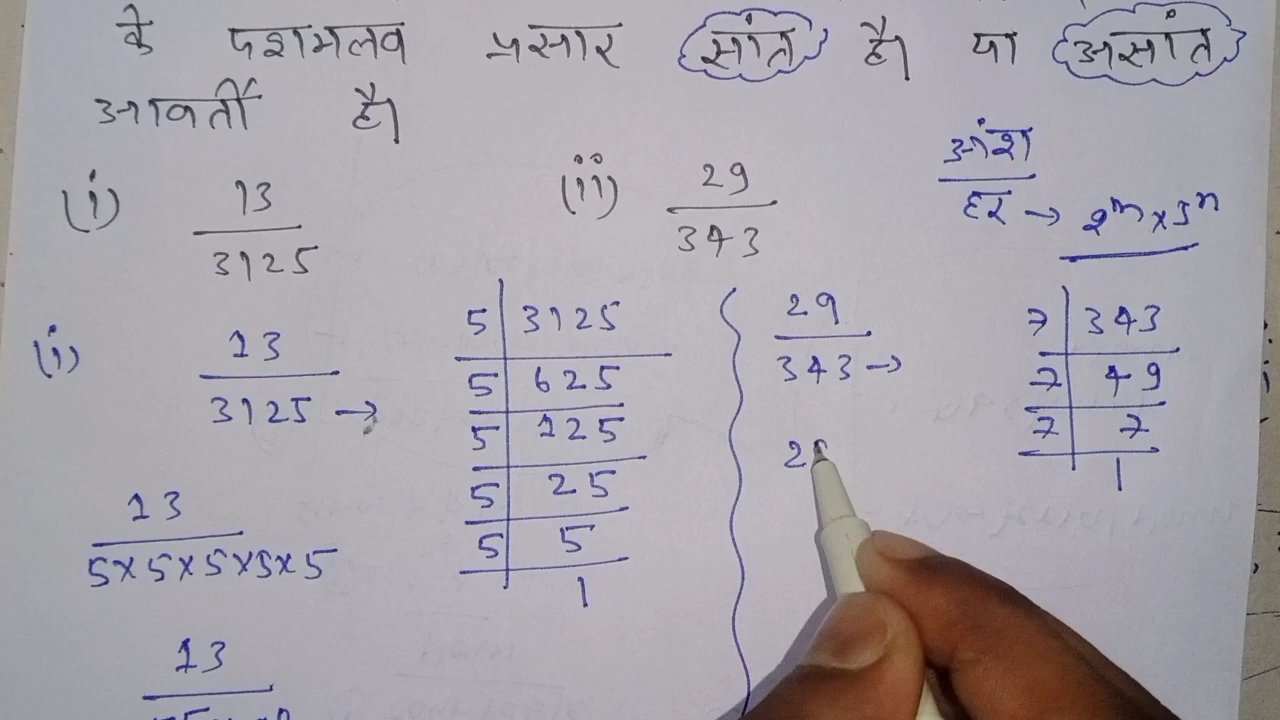 के दशमलव प्रसार सांत है। या असांत
आवर्ती है।
(i) 13/3125 (ii) 29/343
अंश/हर → 2ᵐ×5ⁿ
(i) 13/3125 →
5 | 3125
5 | 625
5 | 125
5 | 25
5 | 5
1
13/5×5×5×5×5
13
29/343 →
7 | 343
7 | 49
7 | 7
1